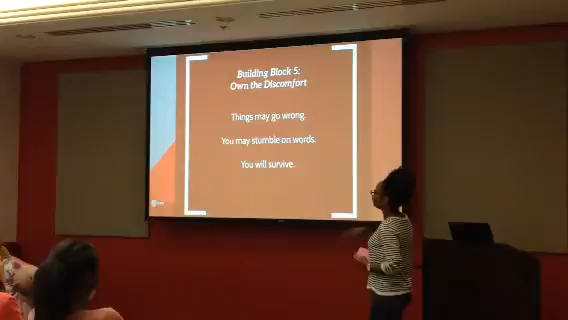 Building Block 5:
Own the Discomfort
Things may go wrong.
You may stumble on words.
You will survive.